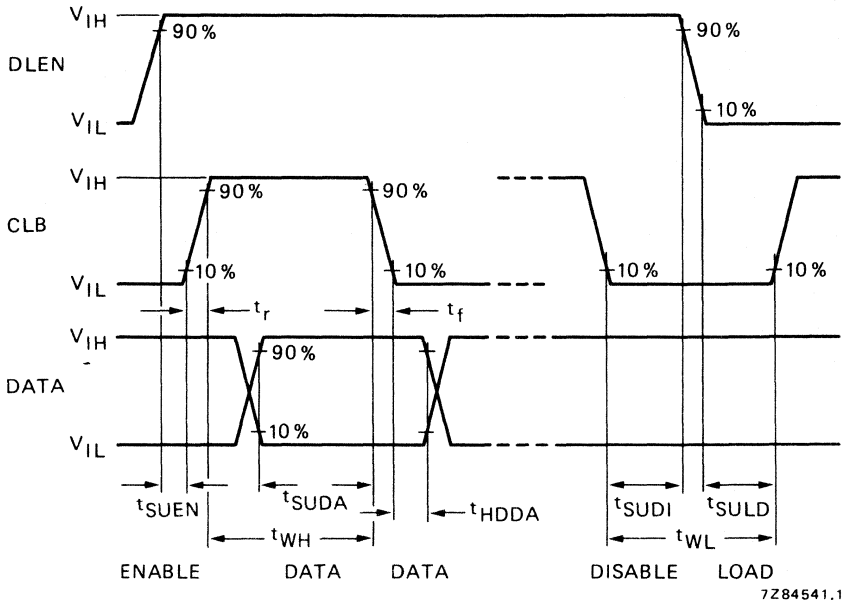 VIH
90%
90%
DLEN
10%
VIL
VIH
90%
90%
CLB
10%
10%
10%
10%
VIL
tr
tf
VIH
90%
DATA
10%
VIL
tSUEN
tSUDA
tHDDA
tSUDI
tSULD
tWH
tWL
ENABLE DATA DATA DISABLE LOAD
7Z84541.1